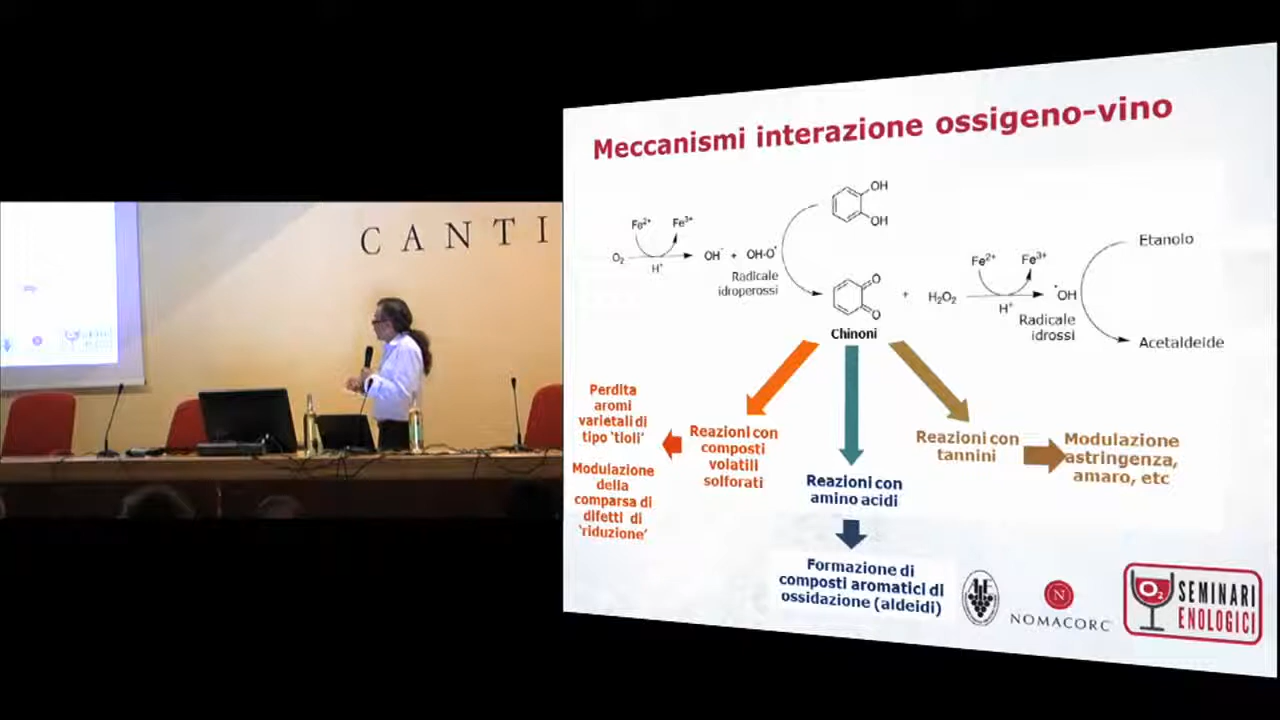 CANTI
Meccanismi interazione ossigeno-vino
OH
OH
Fe²⁺ Fe³⁺
O₂ H⁺ OH⁻ + OH-O•
Radicale
idroperossi
O
O
Chinoni
+ H₂O₂
Fe²⁺ Fe³⁺
H⁺
•OH
Radicale
idrossi
Etanolo
Acetaldeide
Perdita
aromi
varietali di
tipo ‘tioli’
Modulazione
della
comparsa di
difetti di
‘riduzione’
Reazioni con
composti
volatili
solforati
Reazioni con
amino acidi
Formazione di
composti aromatici di
ossidazione (aldeidi)
Reazioni con
tannini
Modulazione
astringenza,
amaro, etc
N
NOMACORC
O₂
SEMINARI
ENOLOGICI